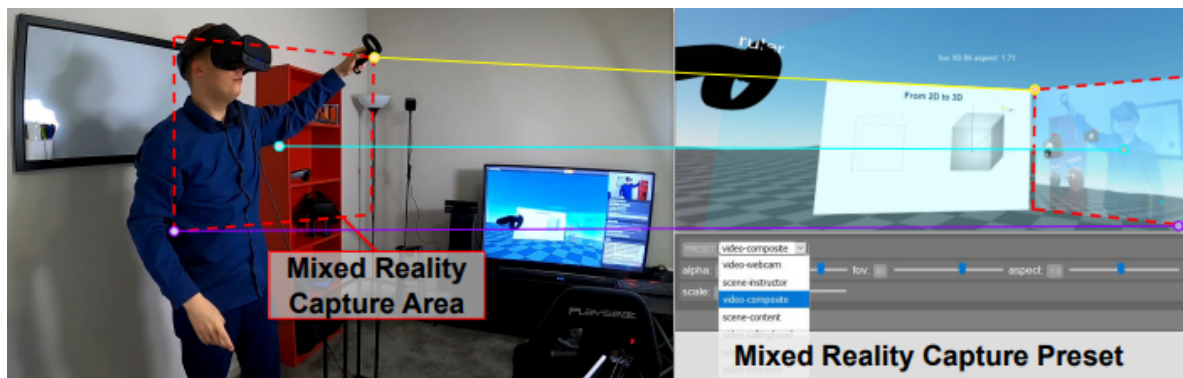 ruler
fov: 83.86 aspect: 1.71
From 2D to 3D
Mixed Reality
Capture Area
PLAYSEAT
PRESET video-composite
alpha: fov: aspect:
video-webcam
scene-instructor
scale:
video-composite
scene-content
Mixed Reality Capture Preset